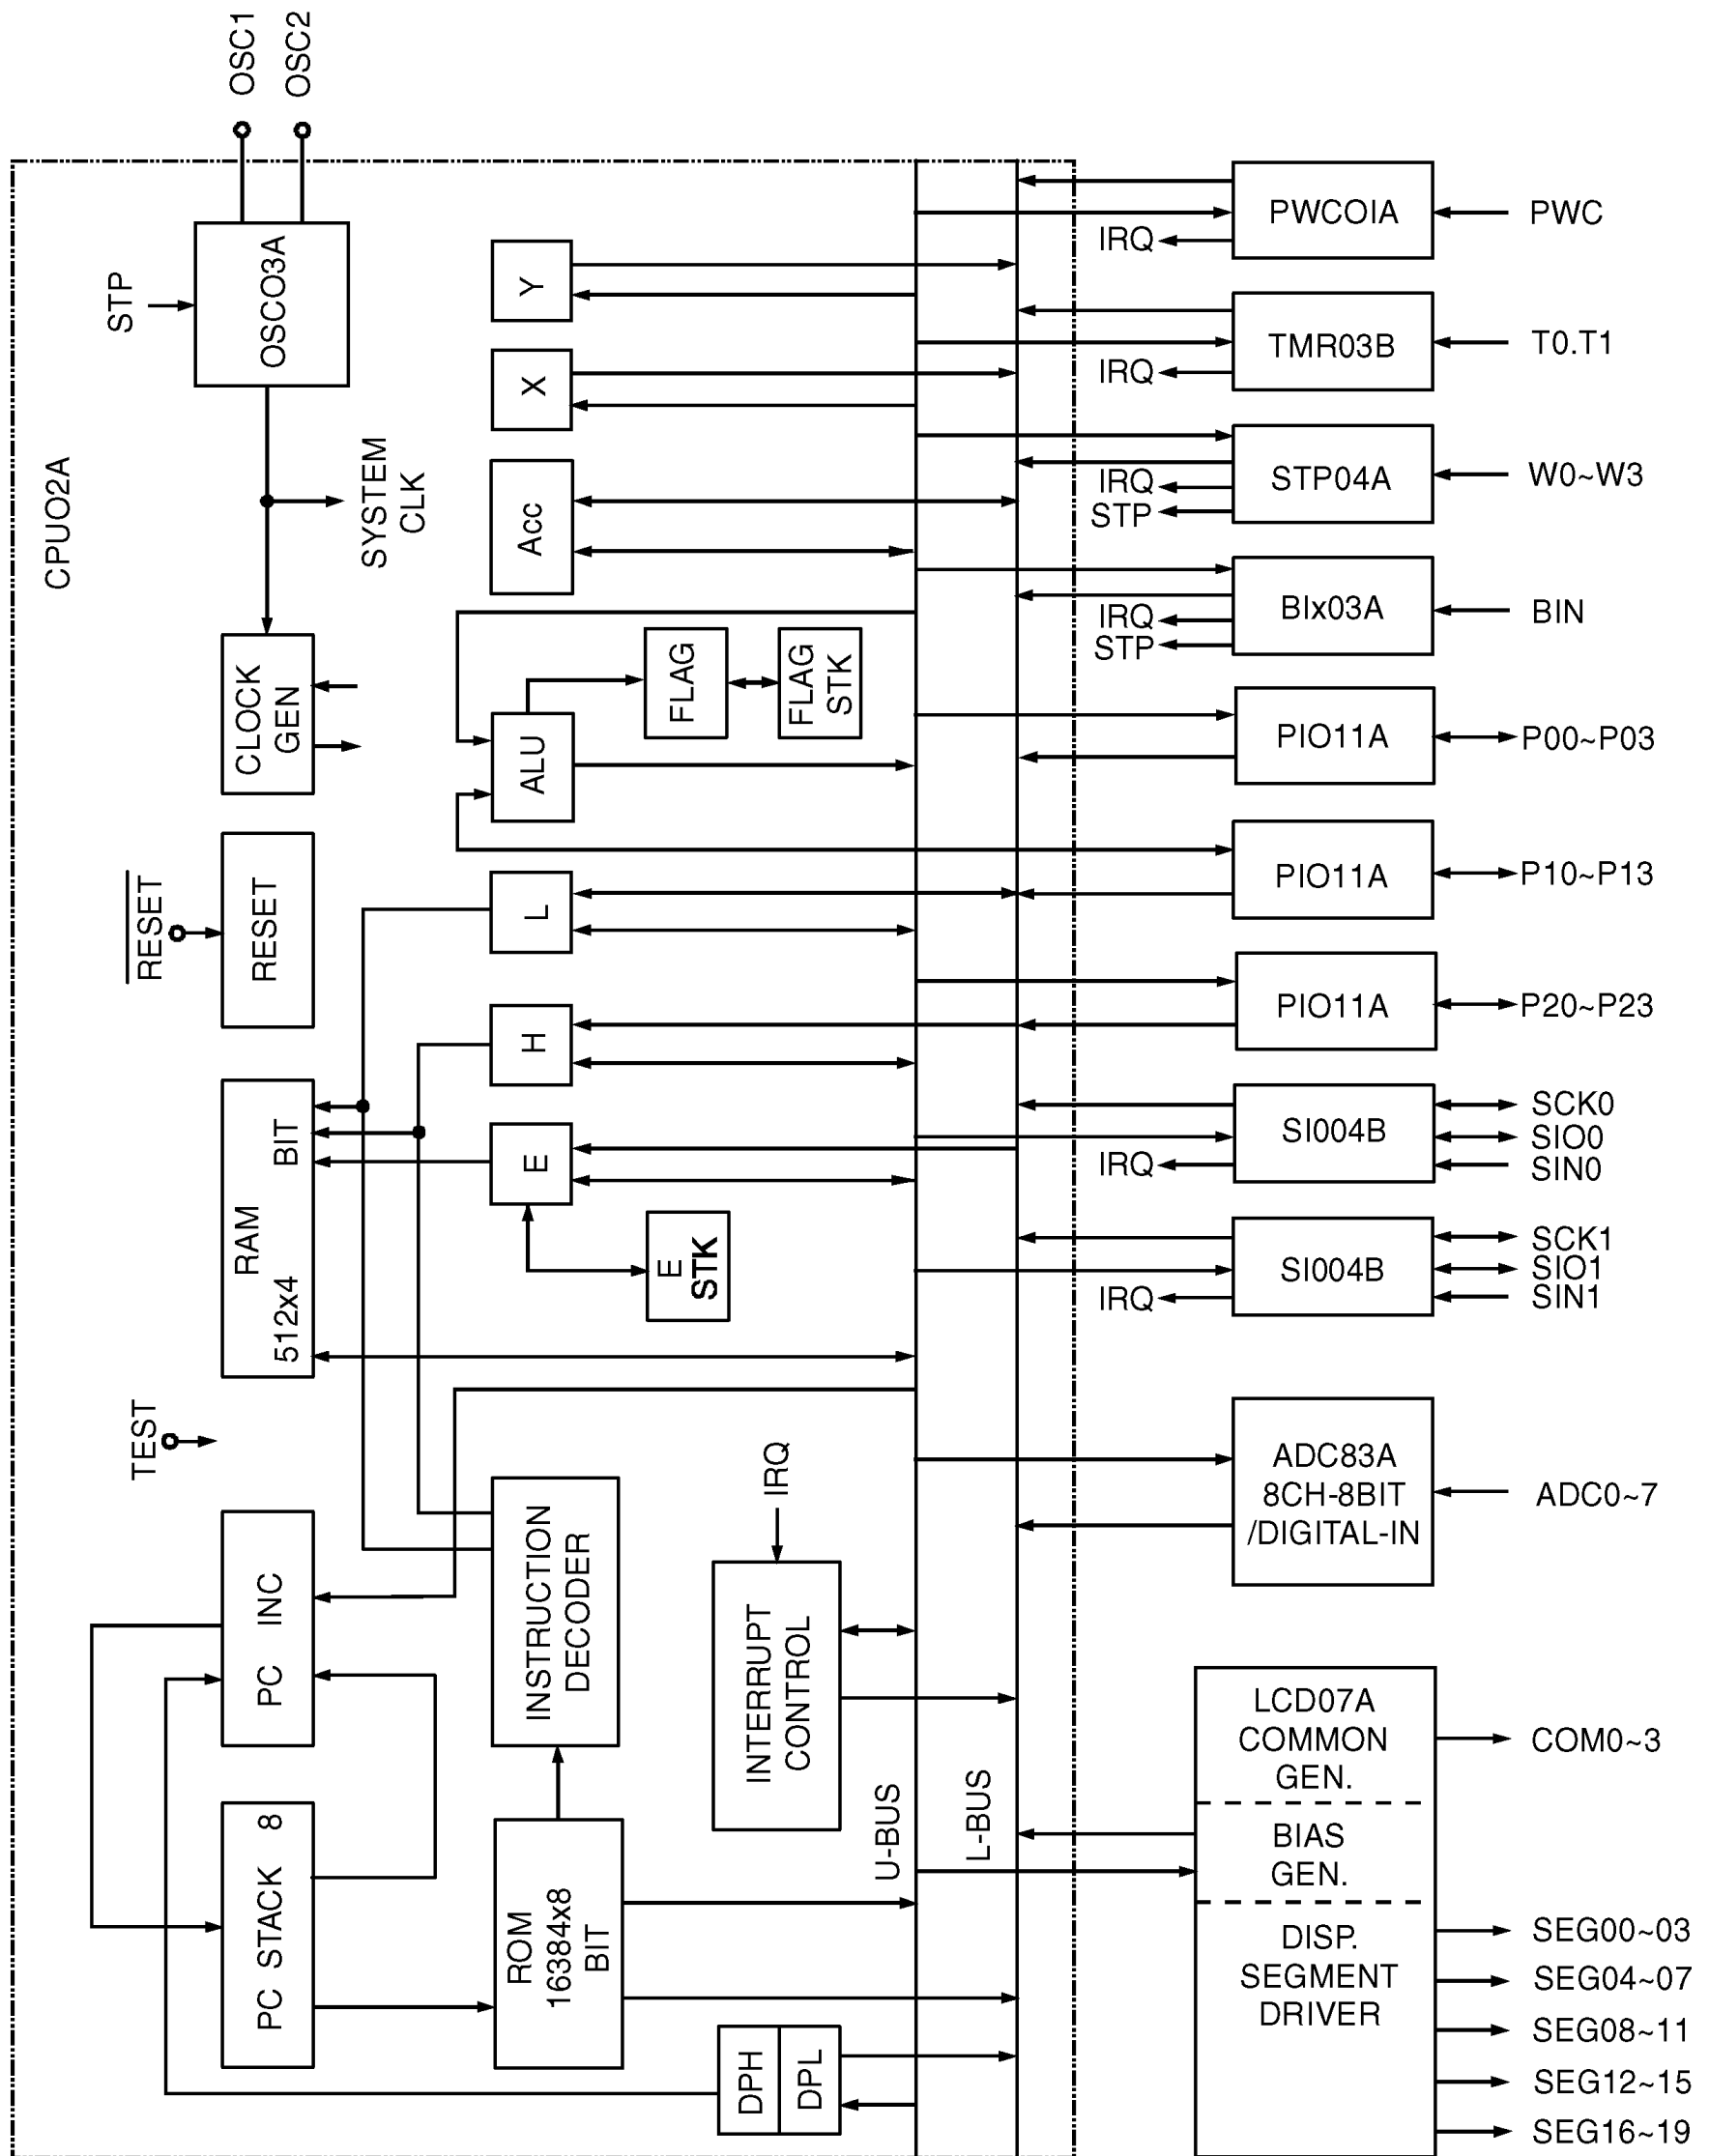 OSC1
OSC2
CPUO2A
STP
OSCO3A
SYSTEM
CLK
CLOCK
GEN
RESET
RESET
RAM
BIT
512x4
TEST
PC INC
PC STACK 8
Y
X
Acc
ALU
FLAG
FLAG
STK
L
H
E
E
STK
INSTRUCTION
DECODER
ROM
16384x8
BIT
IRQ
INTERRUPT
CONTROL
DPH
DPL
U-BUS
L-BUS
PWCOIA
PWC
IRQ
TMR03B
T0.T1
IRQ
STP04A
W0~W3
IRQ
STP
BIx03A
BIN
IRQ
STP
PIO11A
P00~P03
PIO11A
P10~P13
PIO11A
P20~P23
SI004B
SCK0
SIO0
SIN0
IRQ
SI004B
SCK1
SIO1
SIN1
IRQ
ADC83A
8CH-8BIT
/DIGITAL-IN
ADC0~7
LCD07A
COMMON
GEN.
COM0~3
BIAS
GEN.
DISP.
SEGMENT
DRIVER
SEG00~03
SEG04~07
SEG08~11
SEG12~15
SEG16~19